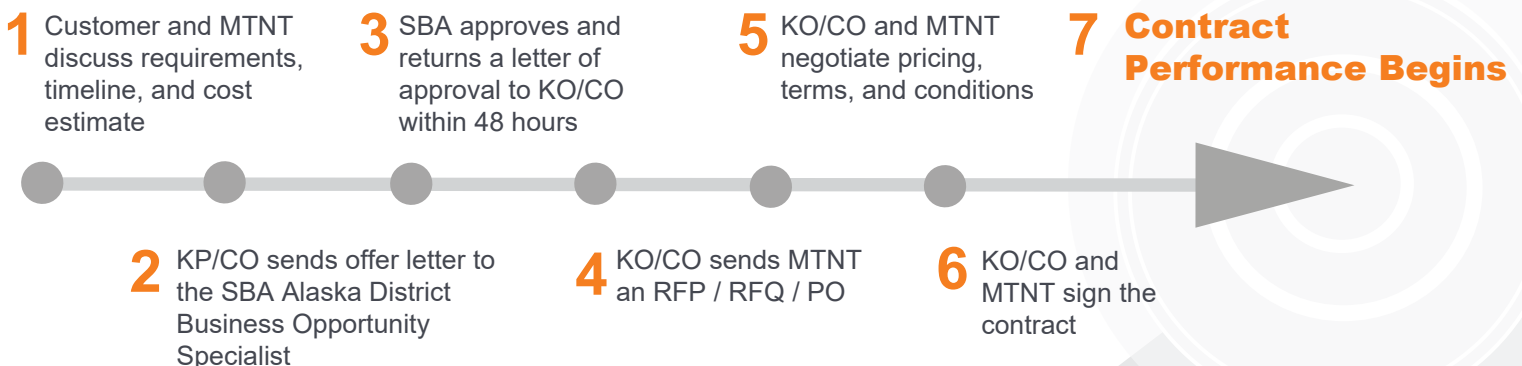 1
Customer and MTNT
discuss requirements,
timeline, and cost
estimate
2
KP/CO sends offer letter to
the SBA Alaska District
Business Opportunity
Specialist
3
SBA approves and
returns a letter of
approval to KO/CO
within 48 hours
4
KO/CO sends MTNT
an RFP / RFQ / PO
5
KO/CO and MTNT
negotiate pricing,
terms, and conditions
6
KO/CO and
MTNT sign the
contract
7
Contract
Performance Begins